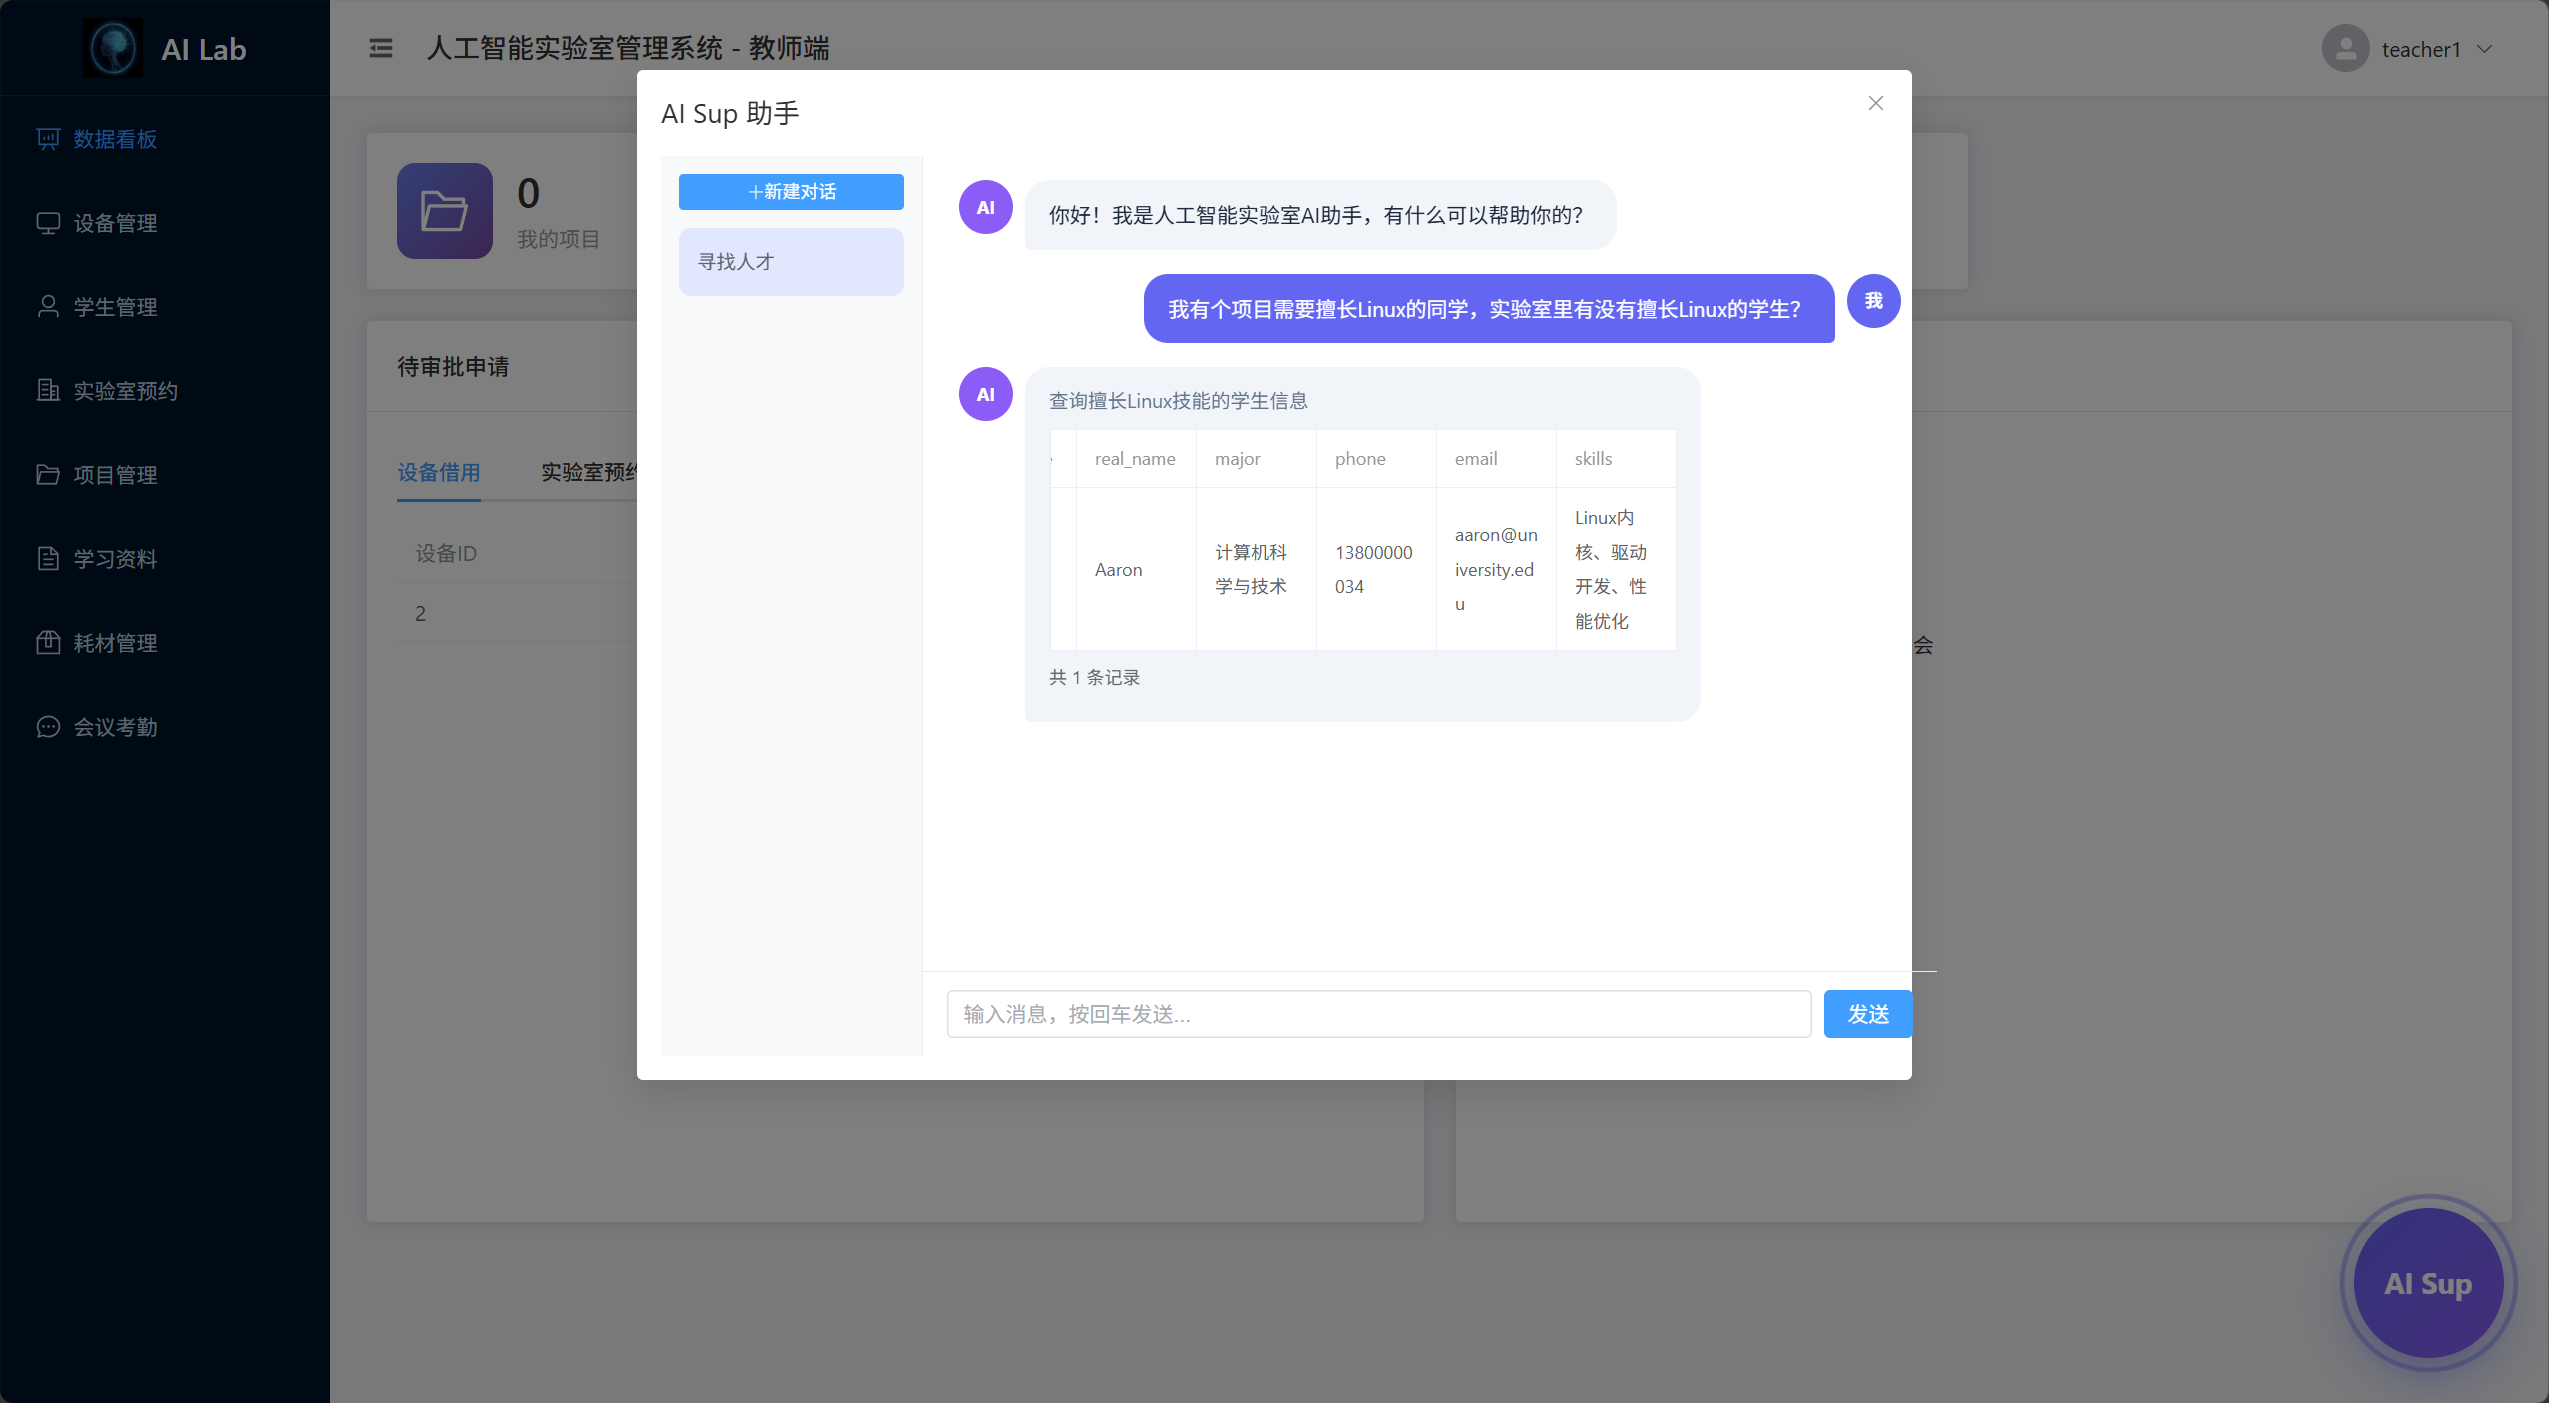 AI Lab
数据看板
设备管理
学生管理
实验室预约
项目管理
学习资料
耗材管理
会议考勤
人工智能实验室管理系统 - 教师端
teacher1
0
我的项目
待审批申请
设备借用
实验室预约
设备ID
2
会
AI Sup 助手
+新建对话
寻找人才
AI
你好！我是人工智能实验室AI助手，有什么可以帮助你的？
我有个项目需要擅长Linux的同学，实验室里有没有擅长Linux的学生？
我
AI
查询擅长Linux技能的学生信息
real_name major phone email skills
Aaron
计算机科
学与技术
13800000
034
aaron@un
iversity.ed
u
Linux内
核、驱动
开发、性
能优化
共 1 条记录
输入消息，按回车发送...
发送
AI Sup